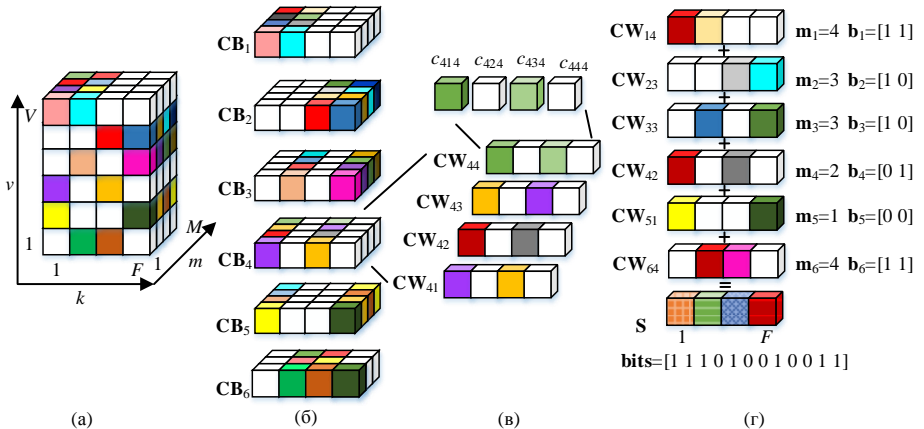 V
v
1
1
F
1
k
M
m
(а)
CB1
CB2
CB3
CB4
CB5
CB6
(б)
c414 c424 c434 c444
CW44
CW43
CW42
CW41
(в)
CW14 m1=4 b1=[1 1]
+
CW23 m2=3 b2=[1 0]
+
CW33 m3=3 b3=[1 0]
+
CW42 m4=2 b4=[0 1]
+
CW51 m5=1 b5=[0 0]
+
CW64 m6=4 b6=[1 1]
=
S
1 F
bits=[1 1 1 0 1 0 0 1 0 0 1 1]
(г)